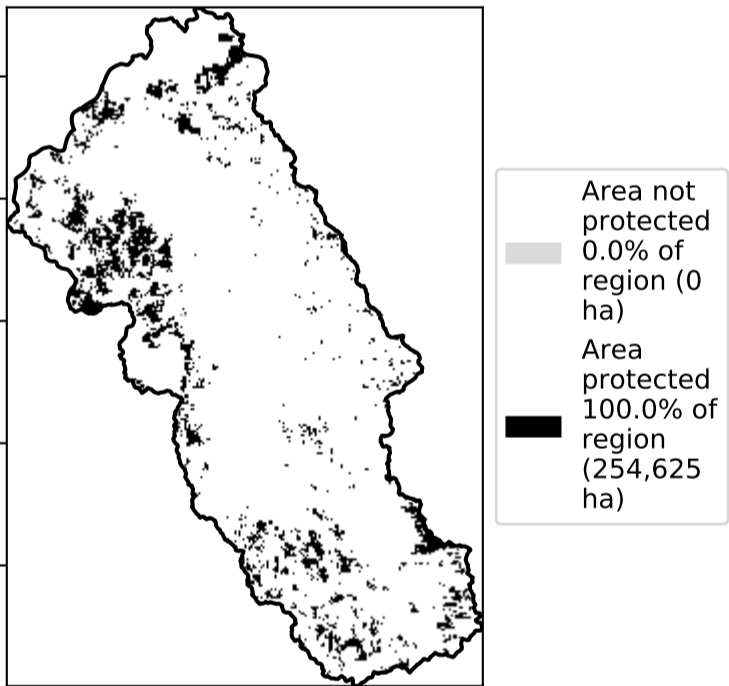 Area not
protected
0.0% of
region (0
ha)
Area
protected
100.0% of
region
(254,625
ha)